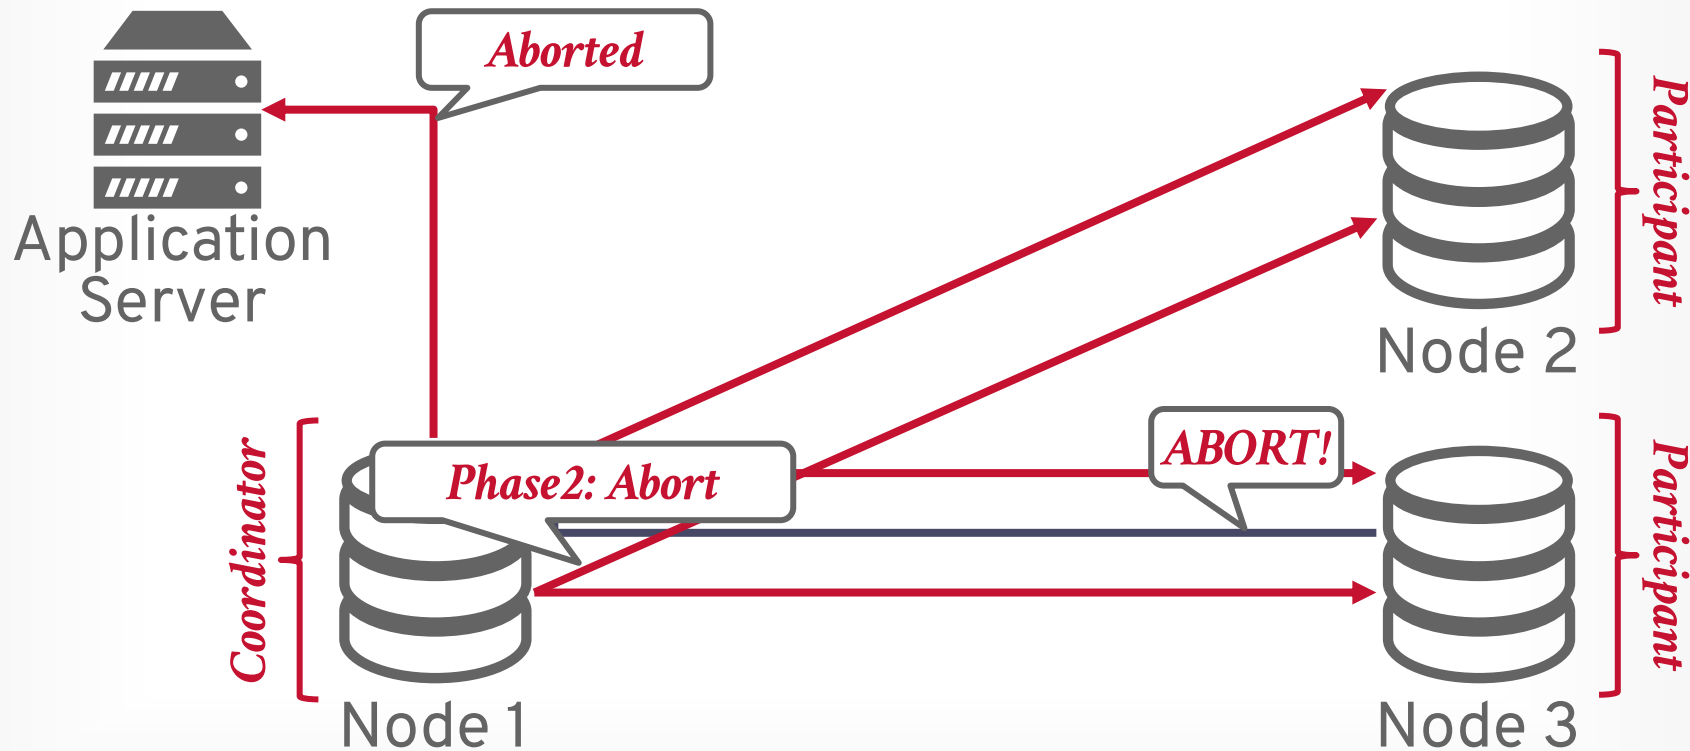 Aborted
Application
Server
Participant
Node 2
Coordinator
Phase2: Abort
ABORT!
Participant
Node 1
Node 3